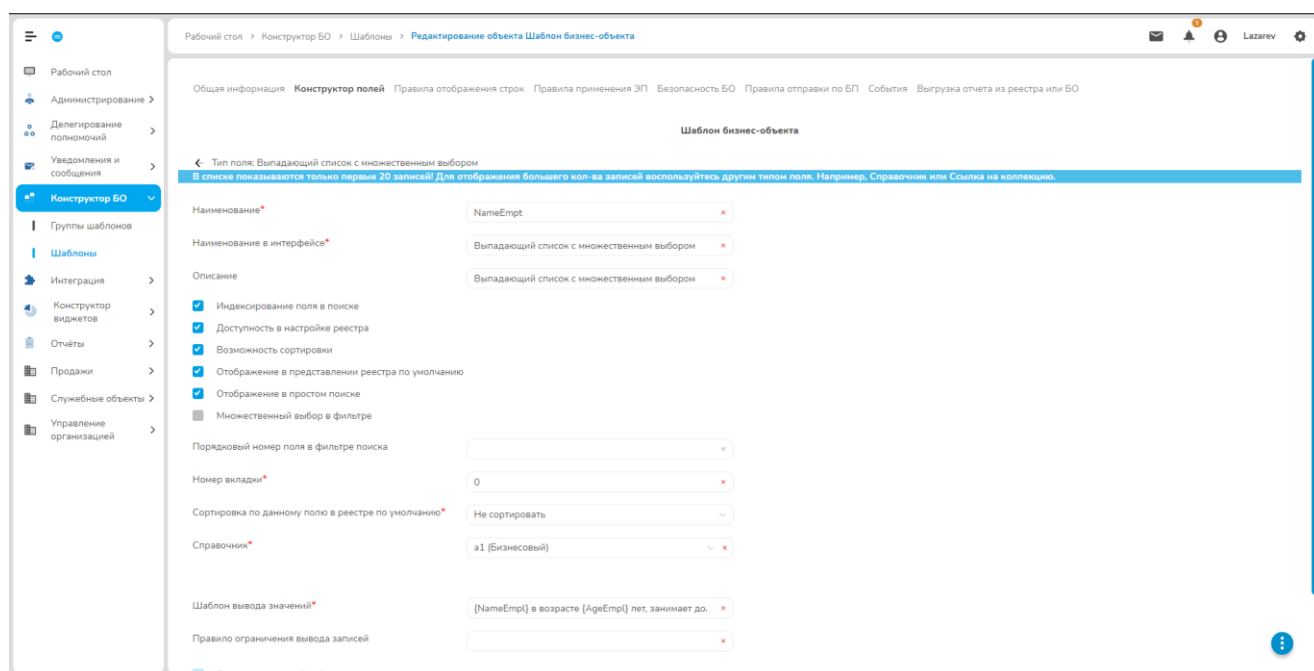 Рабочий стол > Конструктор БО > Шаблоны > Редактирование объекта Шаблон бизнес-объекта
5
Lazarev
Рабочий стол
Администрирование
Делегирование
полномочий
Уведомления и
сообщения
Конструктор БО
Группы шаблонов
Шаблоны
Интеграция
Конструктор
виджетов
Отчёты
Продажи
Служебные объекты
Управление
организацией
Общая информация Конструктор полей Правила отображения строк Правила применения ЭП Безопасность БО Правила отправки по БП События Выгрузка отчета из реестра или БО
Шаблон бизнес-объекта
Тип поля: Выпадающий список с множественным выбором
В списке показываются только первые 20 записей! Для отображения большего кол-ва записей воспользуйтесь другим типом поля. Например, Справочник или Ссылка на коллекцию.
Наименование* NameEmpt
Наименование в интерфейсе* Выпадающий список с множественным выбором
Описание Выпадающий список с множественным выбором
Индексирование поля в поиске
Доступность в настройке реестра
Возможность сортировки
Отображение в представлении реестра по умолчанию
Отображение в простом поиске
Множественный выбор в фильтре
Порядковый номер поля в фильтре поиска
Номер вкладки* 0
Сортировка по данному полю в реестре по умолчанию* Не сортировать
Справочник* a1 (Бизнесовый)
Шаблон вывода значений* {NameEmpl} в возрасте {AgeEmpl} лет, занимает до
Правило ограничения вывода записей